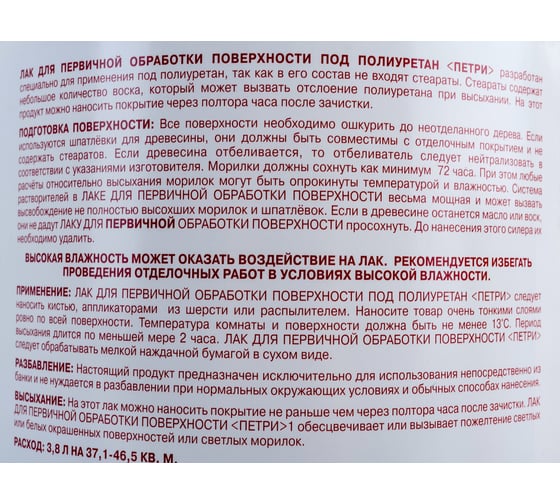 ЛАК ДЛЯ ПЕРВИЧНОЙ ОБРАБОТКИ ПОВЕРХНОСТИ ПОД ПОЛИУРЕТАН <ПЕТРИ> разработан
специально для применения под полиуретан, так как в его состав не входят стеараты. Стеараты содержат
небольшое количество воска, который может вызвать отслоение полиуретана при высыхании. На этот
продукт можно наносить покрытие через полтора часа после зачистки.
ПОДГОТОВКА ПОВЕРХНОСТИ: Все поверхности необходимо ошкурить до неотделанного дерева. Если
используются шпатлёвки для древесины, они должны быть совместимы с отделочным покрытием и не
содержать стеаратов. Если древесина отбеливается, то отбеливатель следует нейтрализовать в
соответствии с указаниями изготовителя. Морилки должны сохнуть как минимум 72 часа. При этом любые
расчёты относительно высыхания морилок могут быть опрокинуты температурой и влажностью. Система
растворителей в ЛАКЕ ДЛЯ ПЕРВИЧНОЙ ОБРАБОТКИ ПОВЕРХНОСТИ весьма мощная и может вызвать
высвобождение не полностью высохших морилок и шпатлёвок. Если в древесине останется масло или воск,
они не дадут ЛАКУ ДЛЯ ПЕРВИЧНОЙ ОБРАБОТКИ ПОВЕРХНОСТИ просохнуть. До нанесения этого силера их
необходимо удалить.
ВЫСОКАЯ ВЛАЖНОСТЬ МОЖЕТ ОКАЗАТЬ ВОЗДЕЙСТВИЕ НА ЛАК. РЕКОМЕНДУЕТСЯ ИЗБЕГАТЬ
ПРОВЕДЕНИЯ ОТДЕЛОЧНЫХ РАБОТ В УСЛОВИЯХ ВЫСОКОЙ ВЛАЖНОСТИ.
ПРИМЕНЕНИЕ: ЛАК ДЛЯ ПЕРВИЧНОЙ ОБРАБОТКИ ПОВЕРХНОСТИ ПОД ПОЛИУРЕТАН <ПЕТРИ> следует
наносить кистью, аппликаторами из шерсти или распылителем. Наносите товар очень тонкими слоями
ровно по всей поверхности. Температура комнаты и поверхности должна быть не менее 13°C. Период
высыхания длится по меньшей мере 2 часа. ЛАК ДЛЯ ПЕРВИЧНОЙ ОБРАБОТКИ ПОВЕРХНОСТИ <ПЕТРИ>
следует обрабатывать мелкой наждачной бумагой в сухом виде.
РАЗБАВЛЕНИЕ: Настоящий продукт предназначен исключительно для использования непосредственно из
банки и не нуждается в разбавлении при нормальных окружающих условиях и обычных способах нанесения.
ВЫСЫХАНИЕ: На этот лак можно наносить покрытие не раньше чем через полтора часа после зачистки. ЛАК
ДЛЯ ПЕРВИЧНОЙ ОБРАБОТКИ ПОВЕРХНОСТИ <ПЕТРИ>1 обесцвечивает или вызывает пожелтение светлых
или белых окрашенных поверхностей или светлых морилок.
РАСХОД: 3,8 Л НА 37,1-46,5 КВ. М.